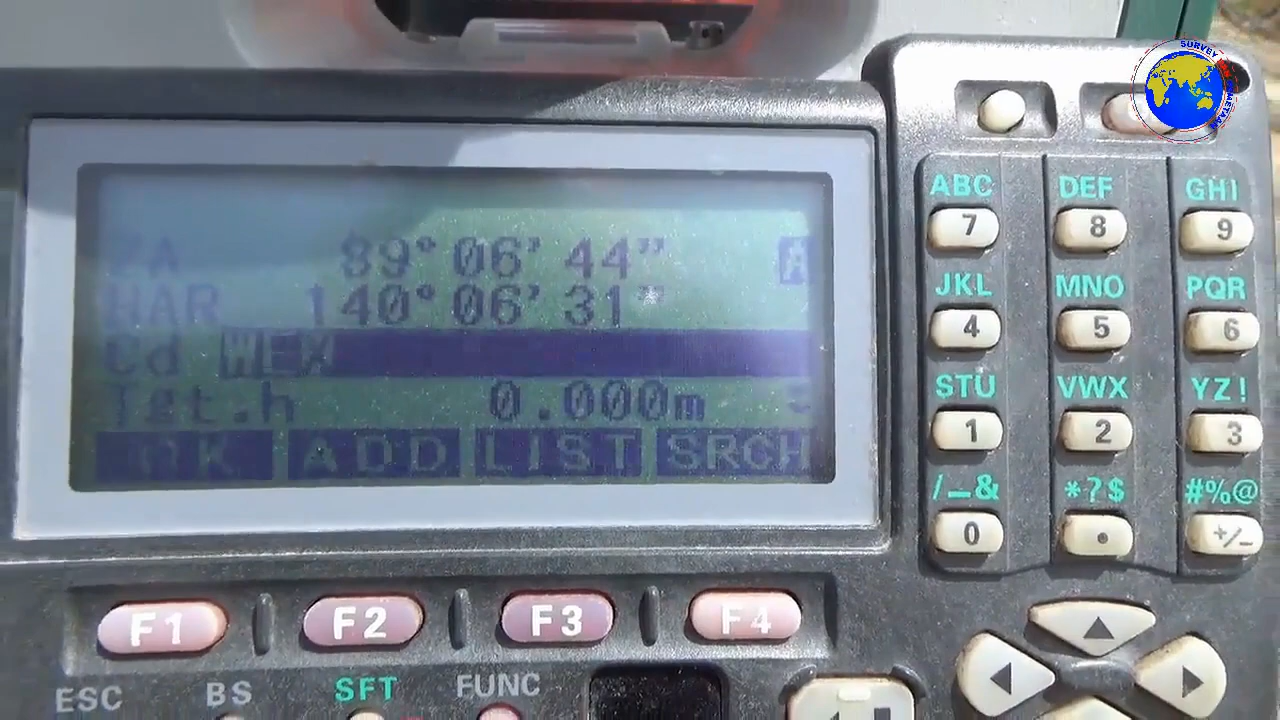 SURVEY
ZA 89° 06' 44" A
HAR 140° 06' 31"
Cd WEX
Tgt.h 0.000m
OK ADD LIST SRCH
ABC DEF GHI
7 8 9
JKL MNO PQR
4 5 6
STU VWX YZ!
1 2 3
/_& *?$ #%@
0 . +/-
F1 F2 F3 F4
ESC BS SFT FUNC